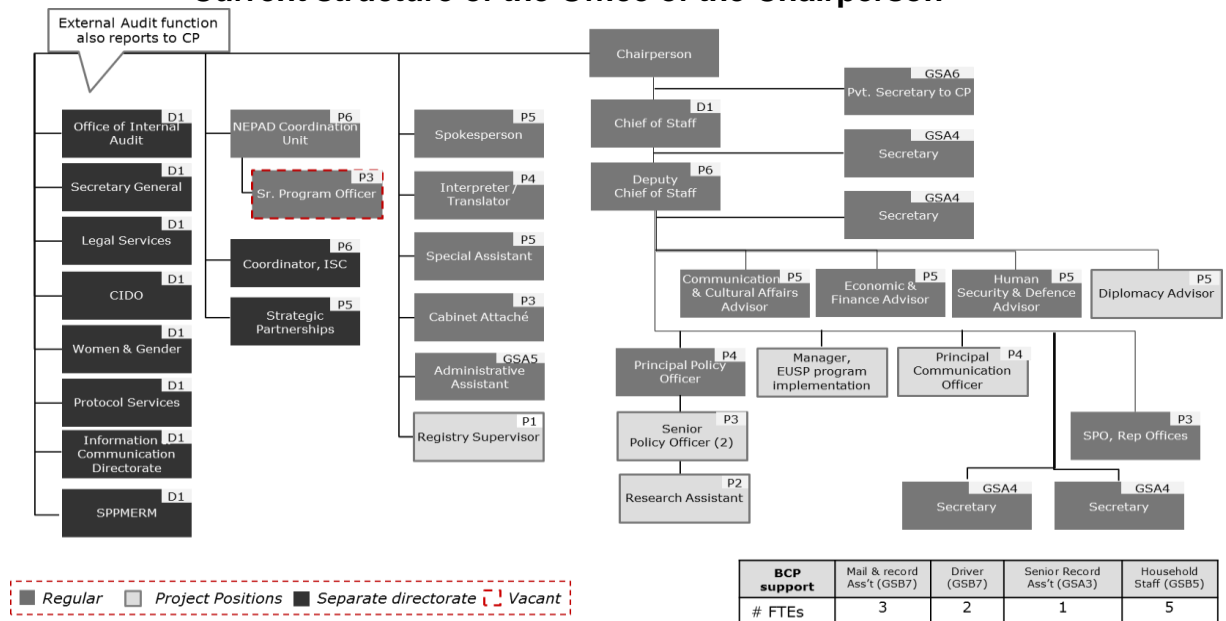 Current Structure of the Office of the Chairperson
External Audit function
also reports to CP
Chairperson
GSA6
Pvt. Secretary to CP
D1
Office of Internal
Audit
P6
NEPAD Coordination
Unit
P5
Spokesperson
D1
Chief of Staff
GSA4
Secretary
D1
Secretary General
P3
Sr. Program Officer
P4
Interpreter /
Translator
P6
Deputy
Chief of Staff
GSA4
Secretary
D1
Legal Services
P6
Coordinator, ISC
P5
Special Assistant
P5
Communication
& Cultural Affairs
Advisor
P5
Economic &
Finance Advisor
P5
Human
Security & Defence
Advisor
P5
Diplomacy Advisor
D1
CIDO
P5
Strategic
Partnerships
P3
Cabinet Attaché
D1
Women & Gender
GSA5
Administrative
Assistant
P4
Principal Policy
Officer
Manager,
EUSP program
implementation
P4
Principal
Communication
Officer
D1
Protocol Services
P1
Registry Supervisor
P3
Senior
Policy Officer (2)
P3
SPO, Rep Offices
D1
Information
Communication
Directorate
P2
Research Assistant
GSA4
Secretary
GSA4
Secretary
D1
SPPMERM
Regular Project Positions Separate directorate Vacant
BCP
support
Mail & record
Ass't (GSB7)
Driver
(GSB7)
Senior Record
Ass't (GSA3)
Household
Staff (GSB5)
# FTEs 3 2 1 5